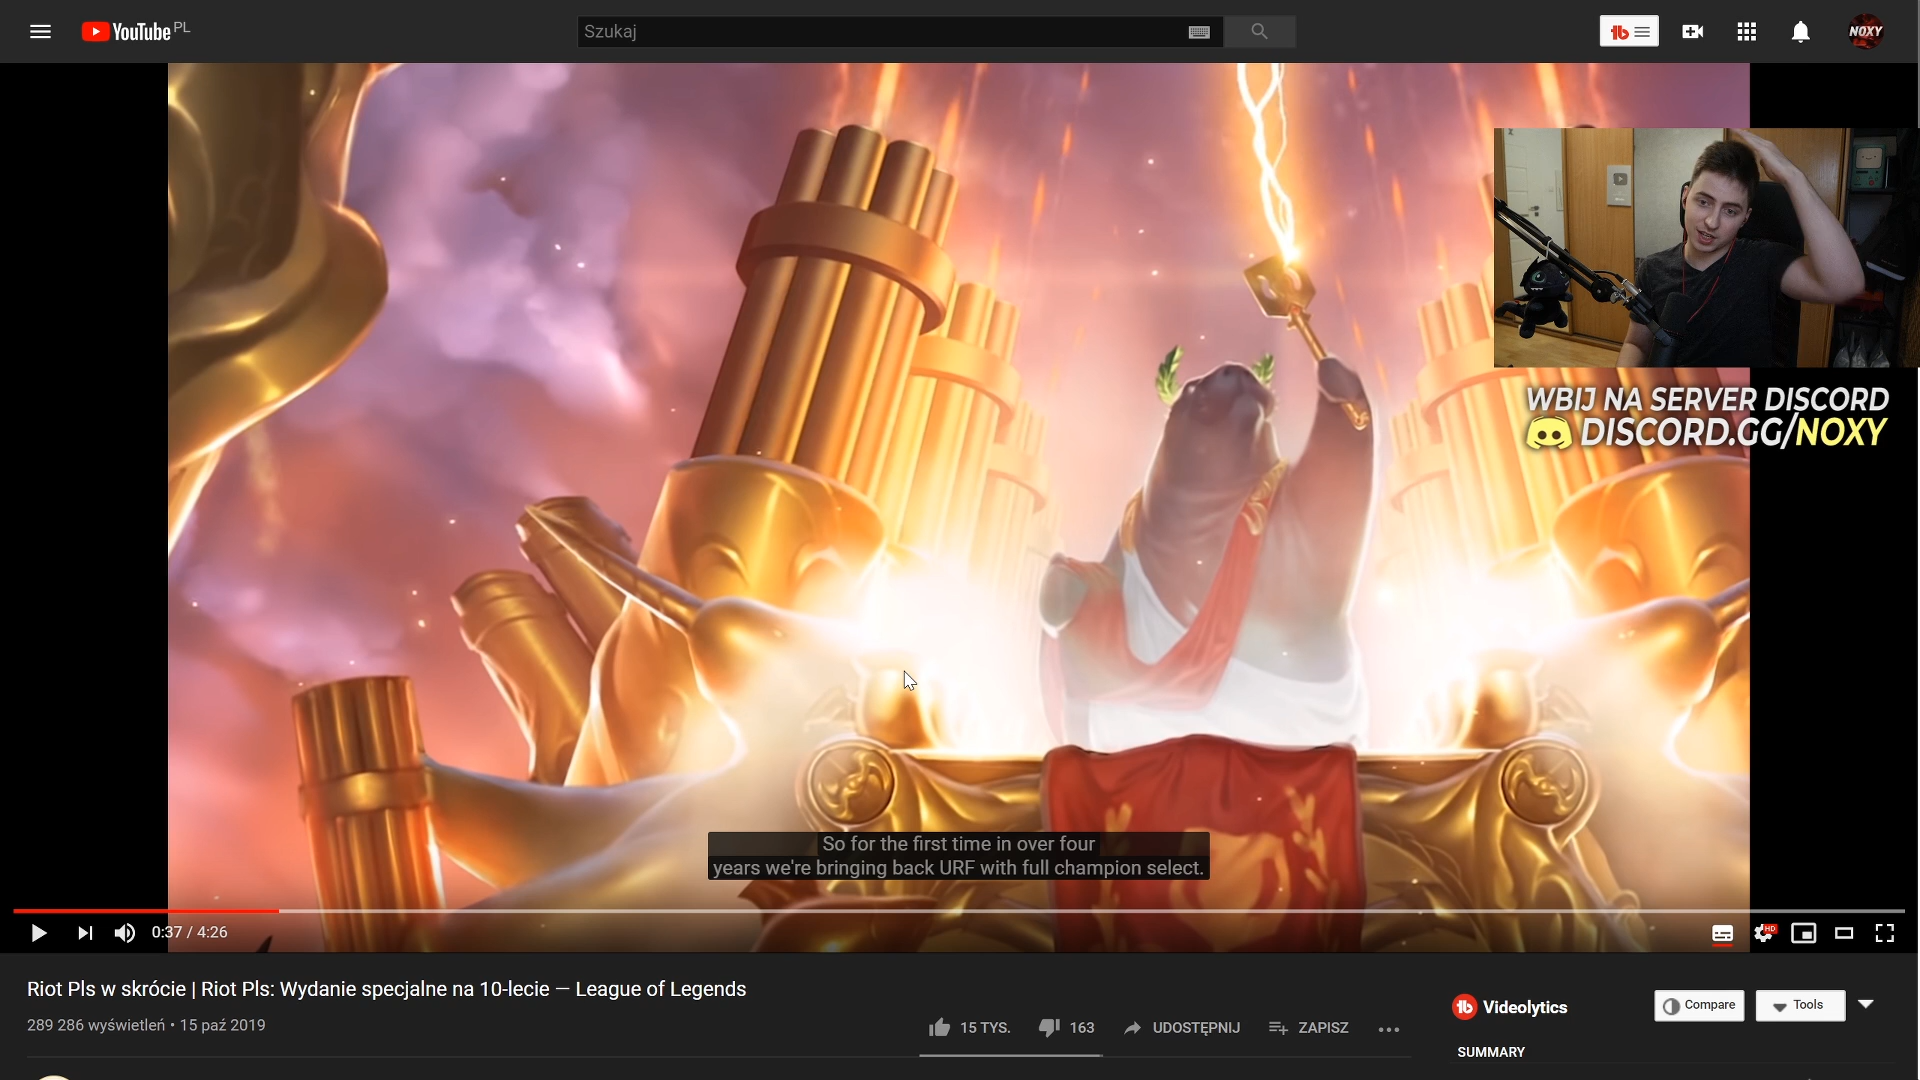 YouTube PL
Szukaj
NOXY
WBIJ NA SERVER DISCORD
DISCORD.GG/NOXY
So for the first time in over four
years we're bringing back URF with full champion select.
0:37 / 4:26
HD
Riot Pls w skrócie | Riot Pls: Wydanie specjalne na 10-lecie — League of Legends
289 286 wyświetleń • 15 paź 2019
15 TYS.
163
UDOSTĘPNIJ
ZAPISZ
Videolytics
Compare
Tools
SUMMARY